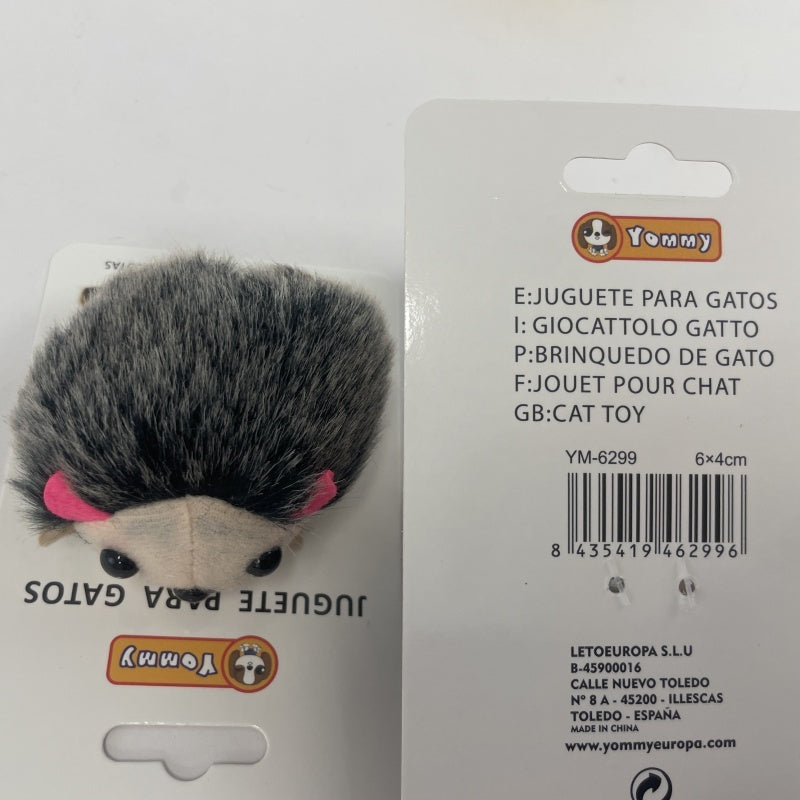 Yommy
E:JUGUETE PARA GATOS
I: GIOCATTOLO GATTO
P:BRINQUEDO DE GATO
F:JOUET POUR CHAT
GB:CAT TOY
YM-6299 6×4cm
8 435419 462996
LETOEUROPA S.L.U
B-45900016
CALLE NUEVO TOLEDO
Nº 8 A - 45200 - ILLESCAS
TOLEDO - ESPAÑA
MADE IN CHINA
www.yommyeuropa.com
Yommy
JUGUETE PARA GATOS